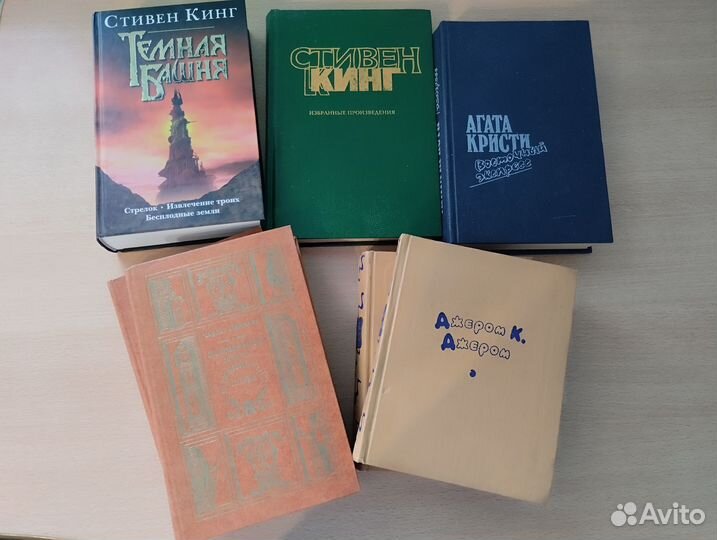 СТИВЕН КИНГ
ТЕМНАЯ
БАШНЯ
Стрелок • Извлечение троих
Бесплодные земли
СТИВЕН
КИНГ
ИЗБРАННЫЕ ПРОИЗВЕДЕНИЯ
АГАТА
КРИСТИ
Восточный
экспресс
Джером К.
Джером
Avito